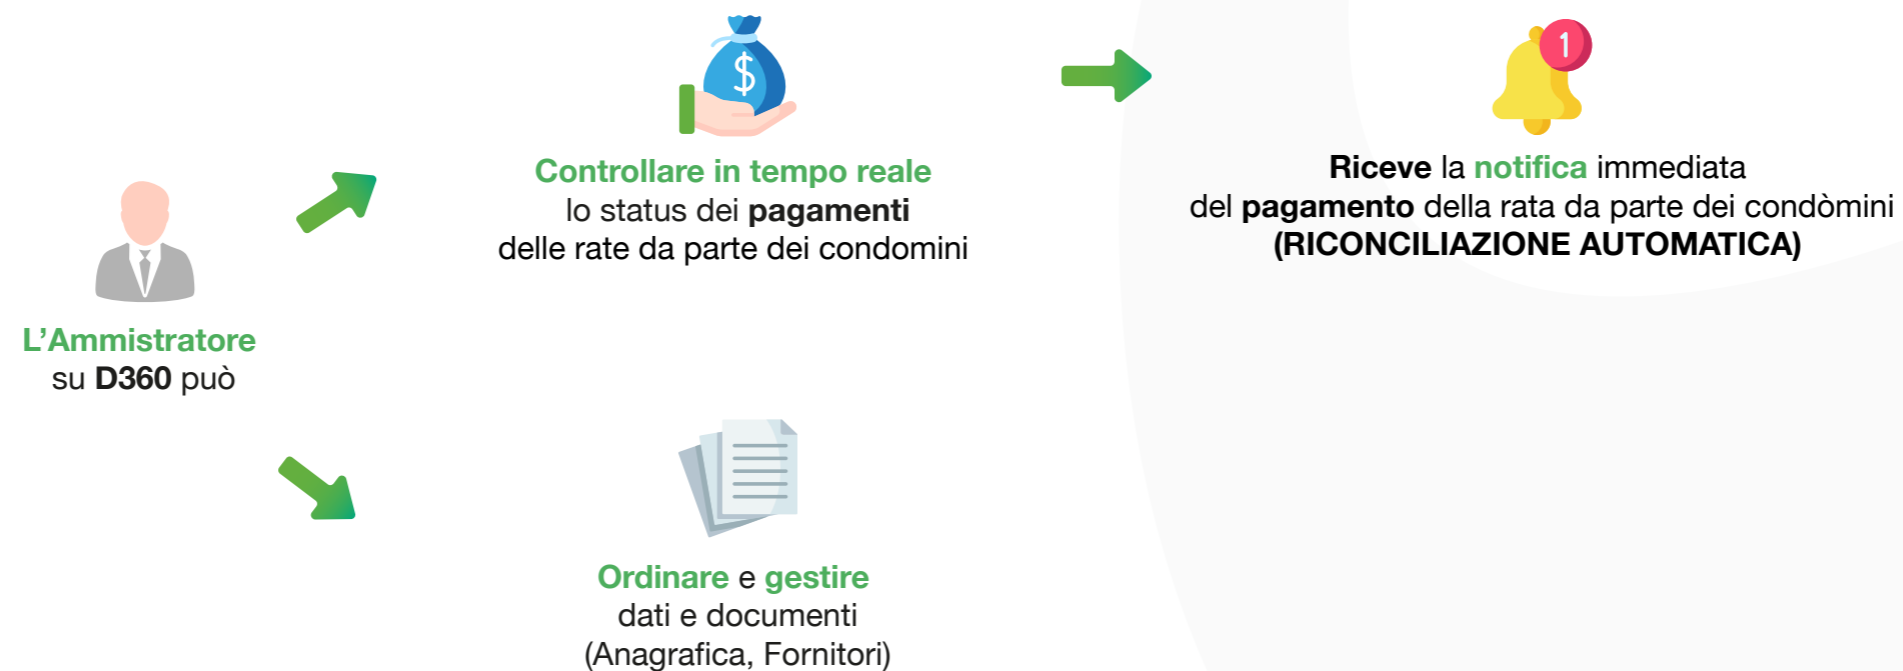 L’Ammistratore
su D360 può
$
Controllare in tempo reale
lo status dei pagamenti
delle rate da parte dei condomini
1
Riceve la notifica immediata
del pagamento della rata da parte dei condòmini
(RICONCILIAZIONE AUTOMATICA)
Ordinare e gestire
dati e documenti
(Anagrafica, Fornitori)